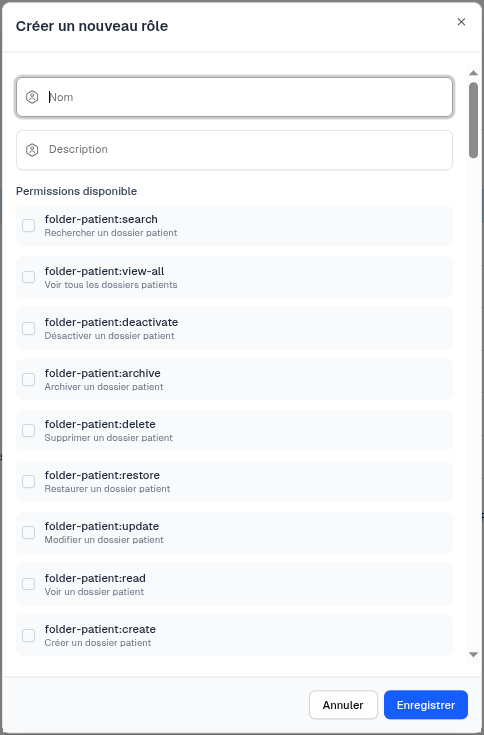 Créer un nouveau rôle
Nom
Description
Permissions disponible
folder-patient:search
Rechercher un dossier patient
folder-patient:view-all
Voir tous les dossiers patients
folder-patient:deactivate
Désactiver un dossier patient
folder-patient:archive
Archiver un dossier patient
folder-patient:delete
Supprimer un dossier patient
folder-patient:restore
Restaurer un dossier patient
folder-patient:update
Modifier un dossier patient
folder-patient:read
Voir un dossier patient
folder-patient:create
Créer un dossier patient
Annuler
Enregistrer